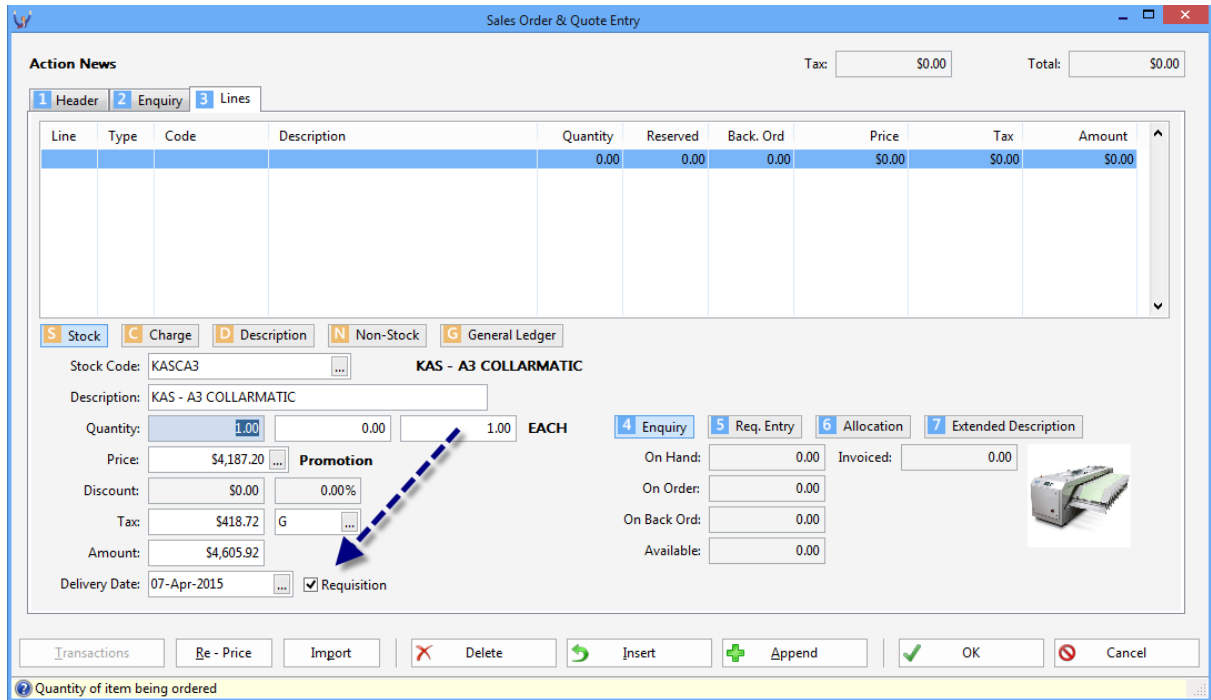 Sales Order & Quote Entry
Action News Tax: $0.00 Total: $0.00
1 Header 2 Enquiry 3 Lines
Line Type Code Description Quantity Reserved Back. Ord Price Tax Amount
0.00 0.00 0.00 $0.00 $0.00 $0.00
S Stock C Charge D Description N Non-Stock G General Ledger
Stock Code: KASCA3 ... KAS - A3 COLLARMATIC
Description: KAS - A3 COLLARMATIC
Quantity: 1.00 0.00 1.00 EACH 4 Enquiry 5 Req. Entry 6 Allocation 7 Extended Description
Price: $4,187.20 ... Promotion On Hand: 0.00 Invoiced: 0.00
Discount: $0.00 0.00% On Order: 0.00
Tax: $418.72 G ... On Back Ord: 0.00
Amount: $4,605.92 Available: 0.00
Delivery Date: 07-Apr-2015 ... Requisition
Transactions Re - Price Import Delete Insert Append OK Cancel
Quantity of item being ordered